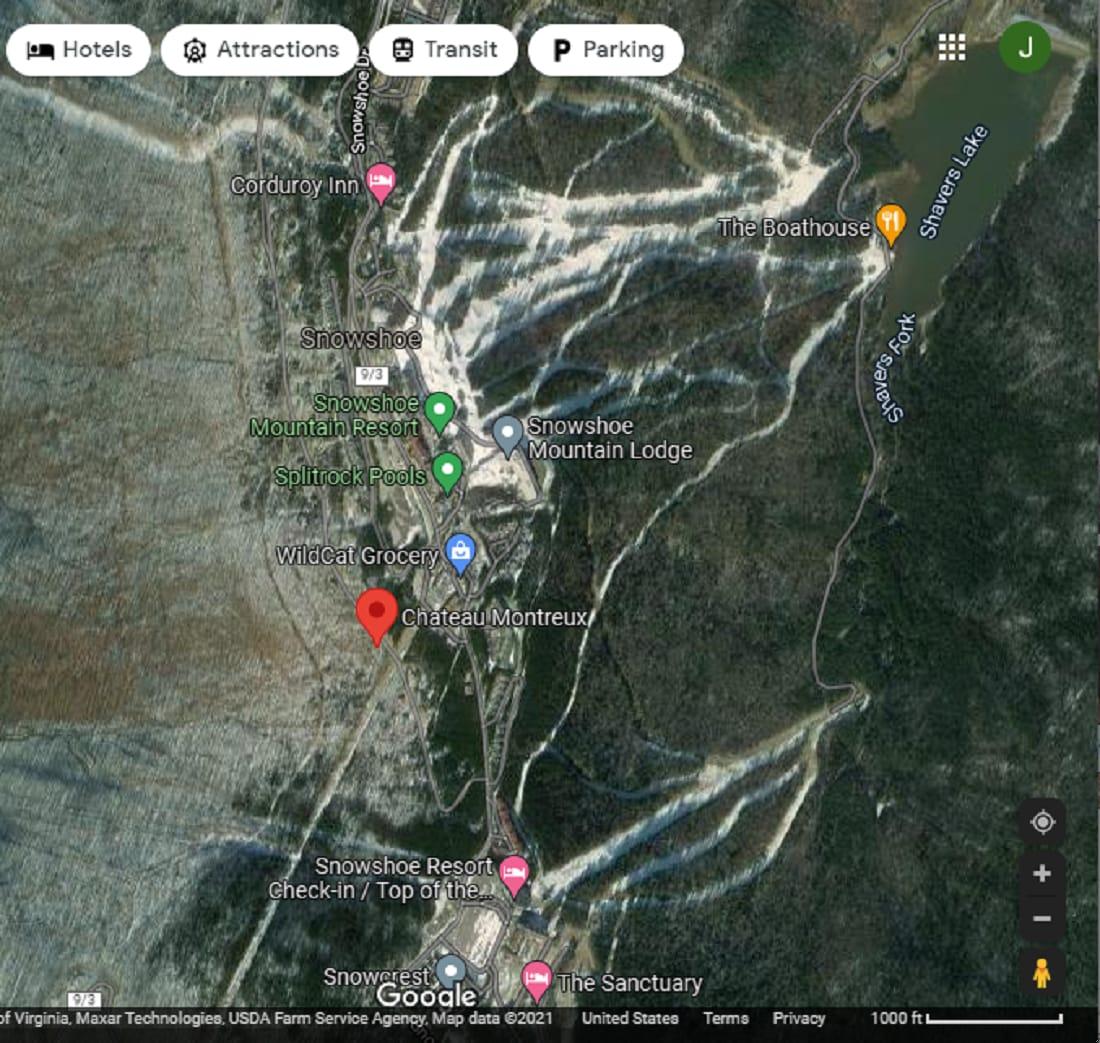 Hotels
Attractions
Transit
Parking
J
Snowshoe Dr
Corduroy Inn
Shavers Lake
The Boathouse
Shavers Fork
Snowshoe
9/3
Snowshoe
Mountain Resort
Snowshoe
Mountain Lodge
Splitrock Pools
WildCat Grocery
Chateau Montreux
Snowshoe Resort
Check-in / Top of the...
Snowcrest
The Sanctuary
Google
9/3
of Virginia, Maxar Technologies, USDA Farm Service Agency, Map data ©2021
United States
Terms
Privacy
1000 ft